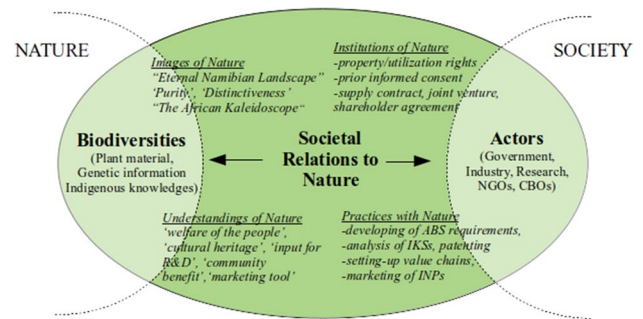 NATURE
SOCIETY
Images of Nature
"Eternal Namibian Landscape"
'Purity', 'Distinctiveness'
"The African Kaleidoscope"
Institutions of Nature
-property/utilization rights
-prior informed consent
-supply contract, joint venture,
shareholder agreement
Biodiversities
(Plant material,
Genetic information
Indigenous knowledges)
Societal
Relations to
Nature
Actors
(Government,
Industry, Research,
NGOs, CBOs)
Understandings of Nature
'welfare of the people',
'cultural heritage', 'input for
R&D', 'community
benefit','marketing tool'
Practices with Nature
-developing of ABS requirements,
-analysis of IKSs, patenting
-setting-up value chains,
-marketing of INPs